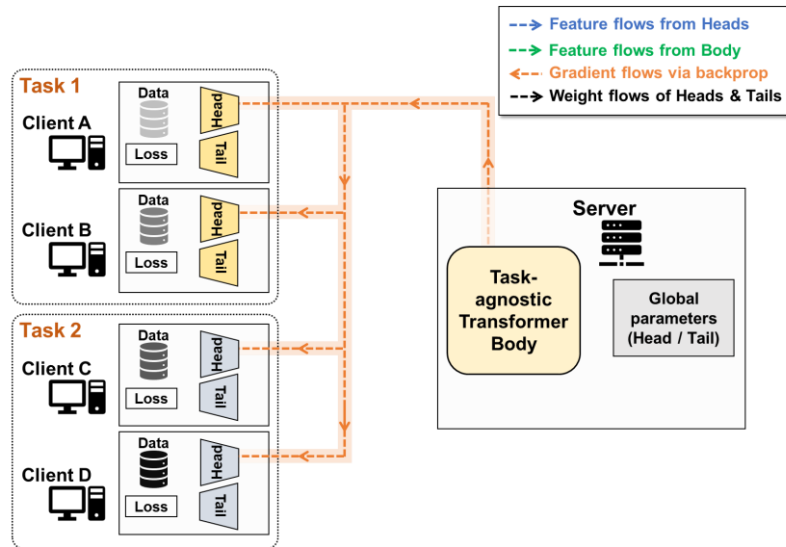 Feature flows from Heads
Feature flows from Body
Gradient flows via backprop
Weight flows of Heads & Tails
Task 1
Client A
Data
Loss
Head
Tail
Client B
Data
Loss
Head
Tail
Task 2
Client C
Data
Loss
Head
Tail
Client D
Data
Loss
Head
Tail
Server
Task-
agnostic
Transformer
Body
Global
parameters
(Head / Tail)